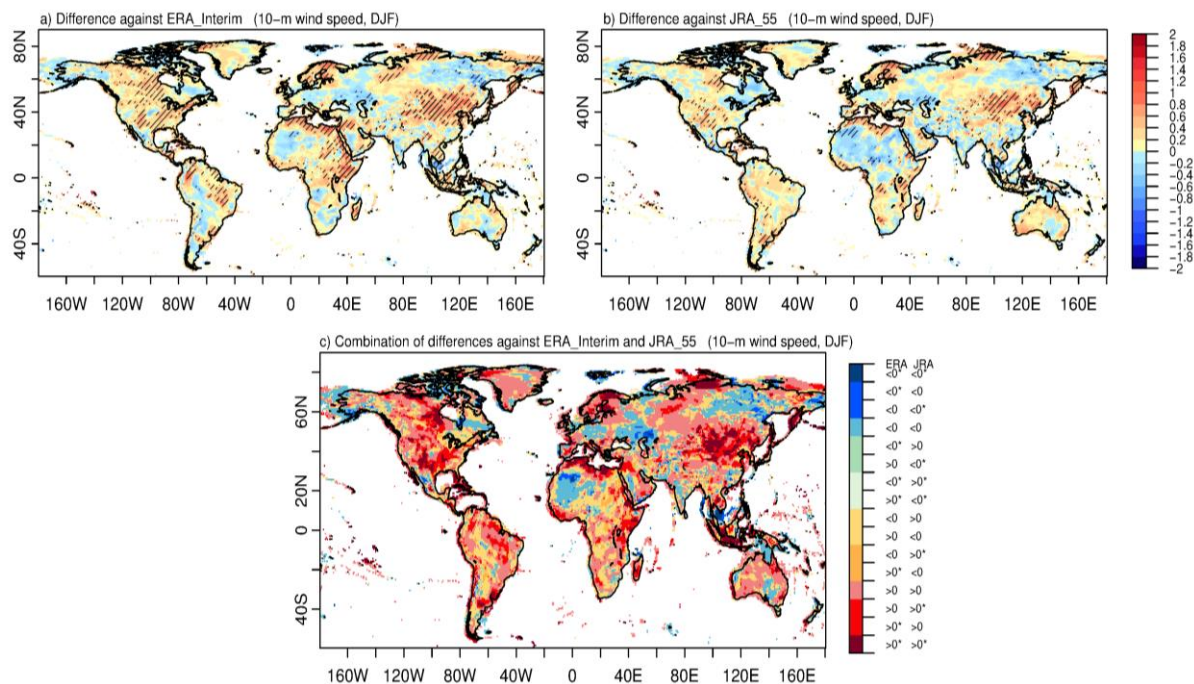 a) Difference against ERA_Interim (10−m wind speed, DJF)
b) Difference against JRA_55 (10−m wind speed, DJF)
80N
40N
0
40S
160W 120W 80W 40W 0 40E 80E 120E 160E
80N
40N
0
40S
160W 120W 80W 40W 0 40E 80E 120E 160E
2
1.8
1.6
1.4
1.2
1
0.8
0.6
0.4
0.2
0
−0.2
−0.4
−0.6
−0.8
−1
−1.2
−1.4
−1.6
−1.8
−2
c) Combination of differences against ERA_Interim and JRA_55 (10−m wind speed, DJF)
60N
20N
0
40S
160W 120W 80W 40W 0 40E 80E 120E 160E
ERA JRA
<0* <0*
<0* <0
<0 <0*
<0 <0
<0* >0
>0 <0*
>0* <0*
<0 >0
>0 <0
<0 >0*
>0* <0
>0 >0
>0 >0*
>0* >0
>0* >0*